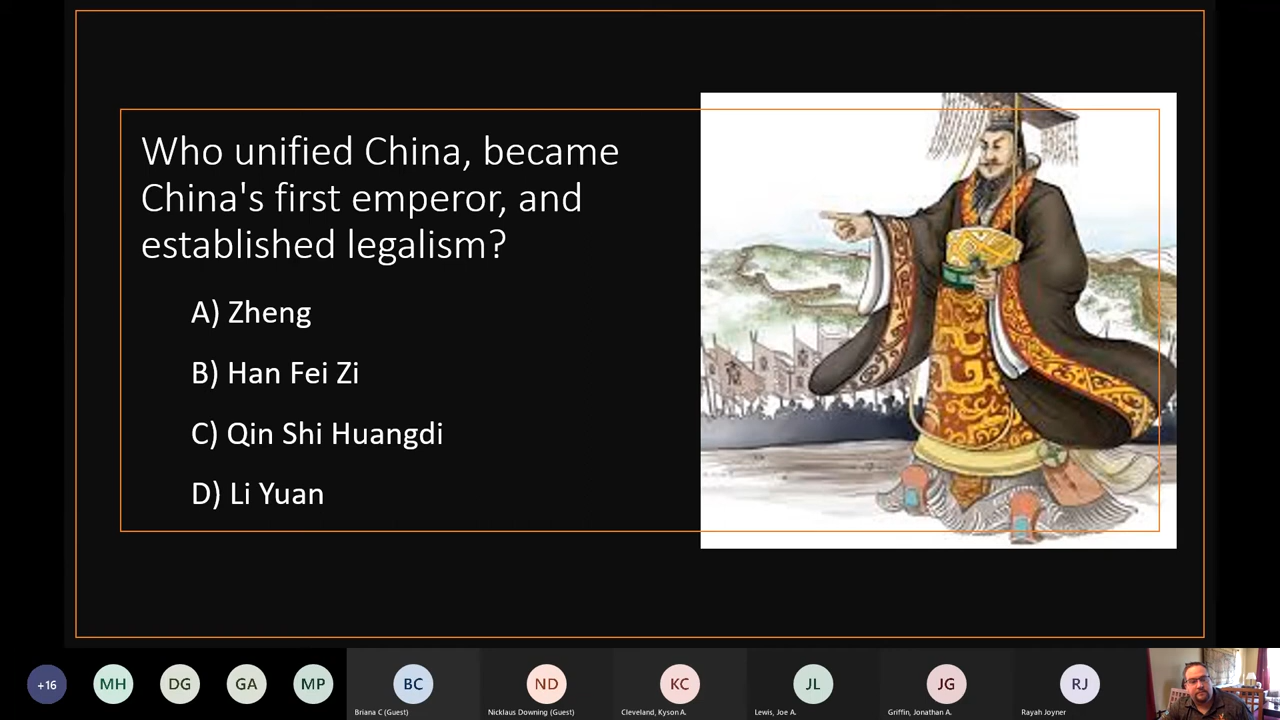 Who unified China, became
China's first emperor, and
established legalism?
A) Zheng
B) Han Fei Zi
C) Qin Shi Huangdi
D) Li Yuan
+16
MH
DG
GA
MP
BC
ND
KC
JL
JG
RJ
Briana C (Guest)
Nicklaus Downing (Guest)
Cleveland, Kyson A.
Lewis, Joe A.
Griffin, Jonathan A.
Rayah Joyner